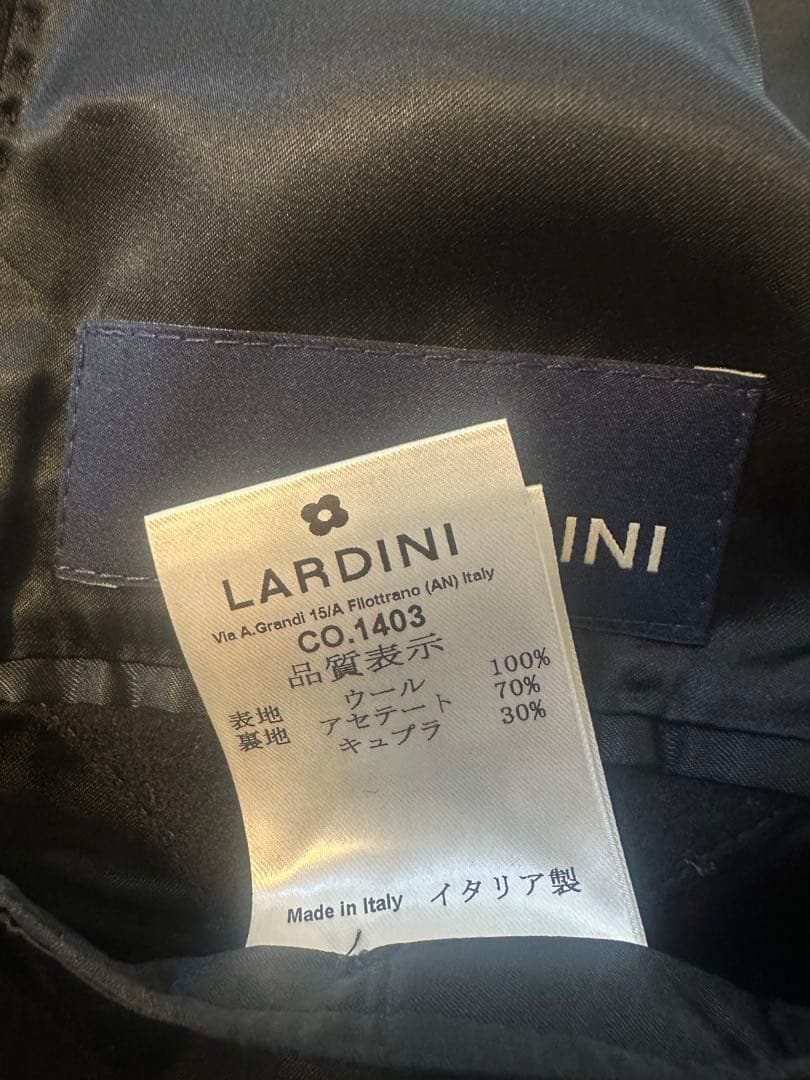 LARDINI
Via A.Grandi 15/A Filottrano (AN) Italy
CO.1403
品質表示
表地 ウール 100%
裏地 アセテート 70%
キュプラ 30%
Made in Italy イタリア製
INI